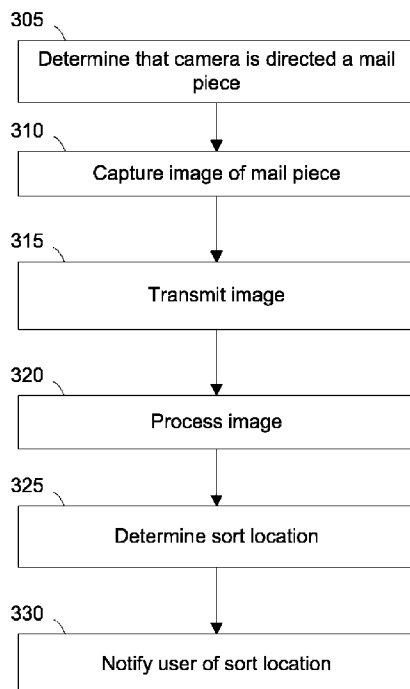 305
Determine that camera is directed a mail
piece
310
Capture image of mail piece
315
Transmit image
320
Process image
325
Determine sort location
330
Notify user of sort location